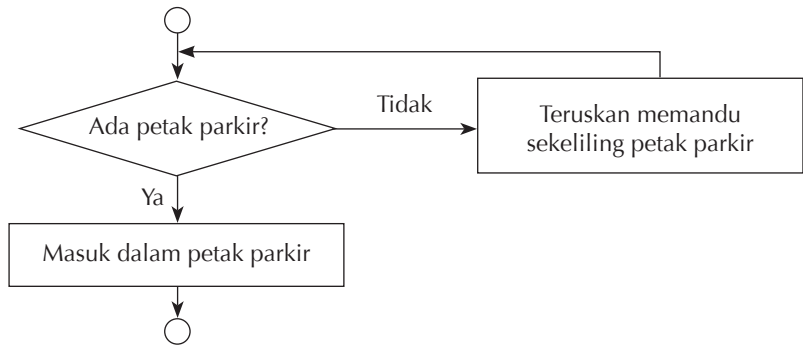 Ada petak parkir?
Tidak
Teruskan memandu
sekeliling petak parkir
Ya
Masuk dalam petak parkir